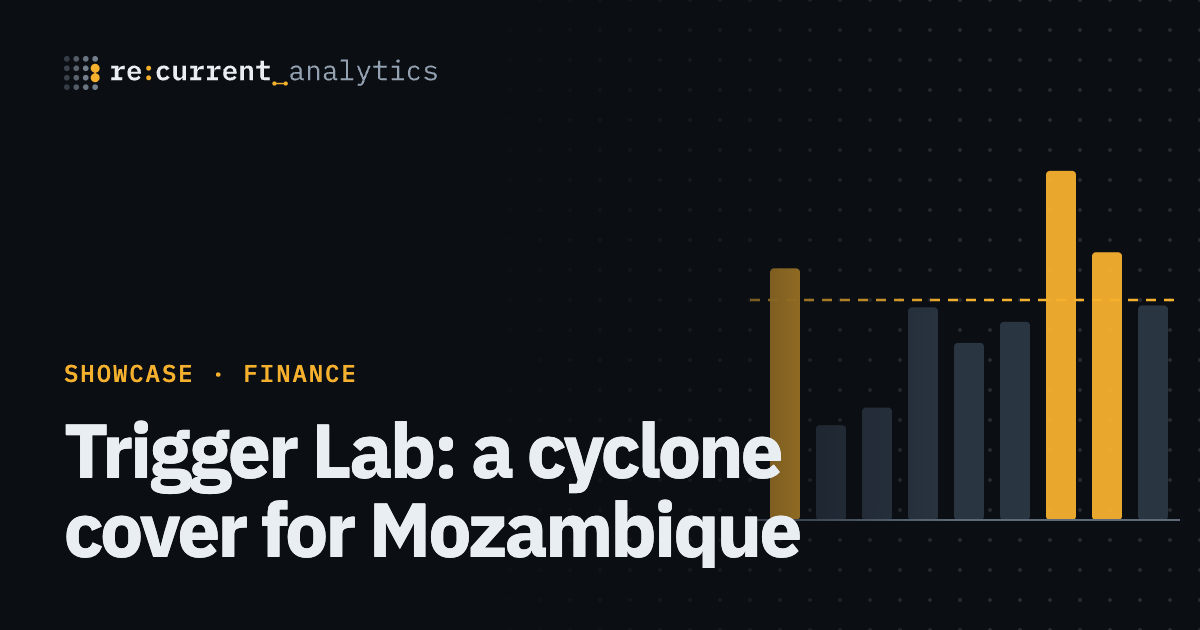 re:current_analytics
SHOWCASE · FINANCE
Trigger Lab: a cyclone
cover for Mozambique